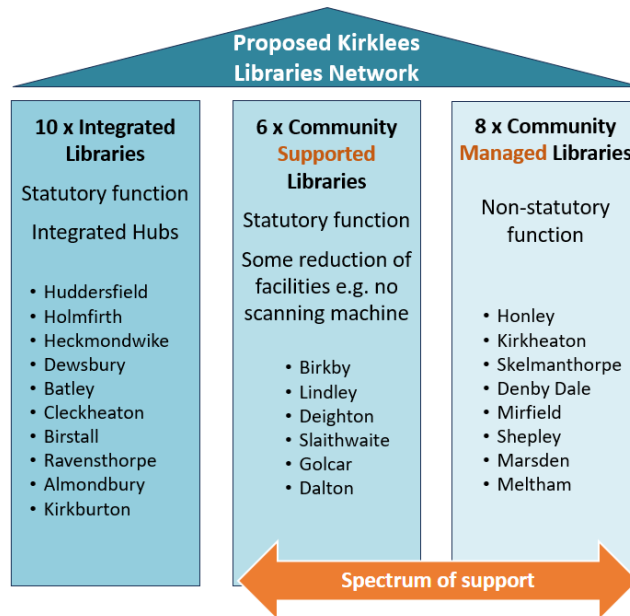 Proposed Kirklees
Libraries Network
10 x Integrated
Libraries
Statutory function
Integrated Hubs
• Huddersfield
• Holmfirth
• Heckmondwike
• Dewsbury
• Batley
• Cleckheaton
• Birstall
• Ravensthorpe
• Almondbury
• Kirkburton
6 x Community
Supported
Libraries
Statutory function
Some reduction of
facilities e.g. no
scanning machine
• Birkby
• Lindley
• Deighton
• Slaithwaite
• Golcar
• Dalton
8 x Community
Managed Libraries
Non-statutory
function
• Honley
• Kirkheaton
• Skelmanthorpe
• Denby Dale
• Mirfield
• Shepley
• Marsden
• Meltham
Spectrum of support